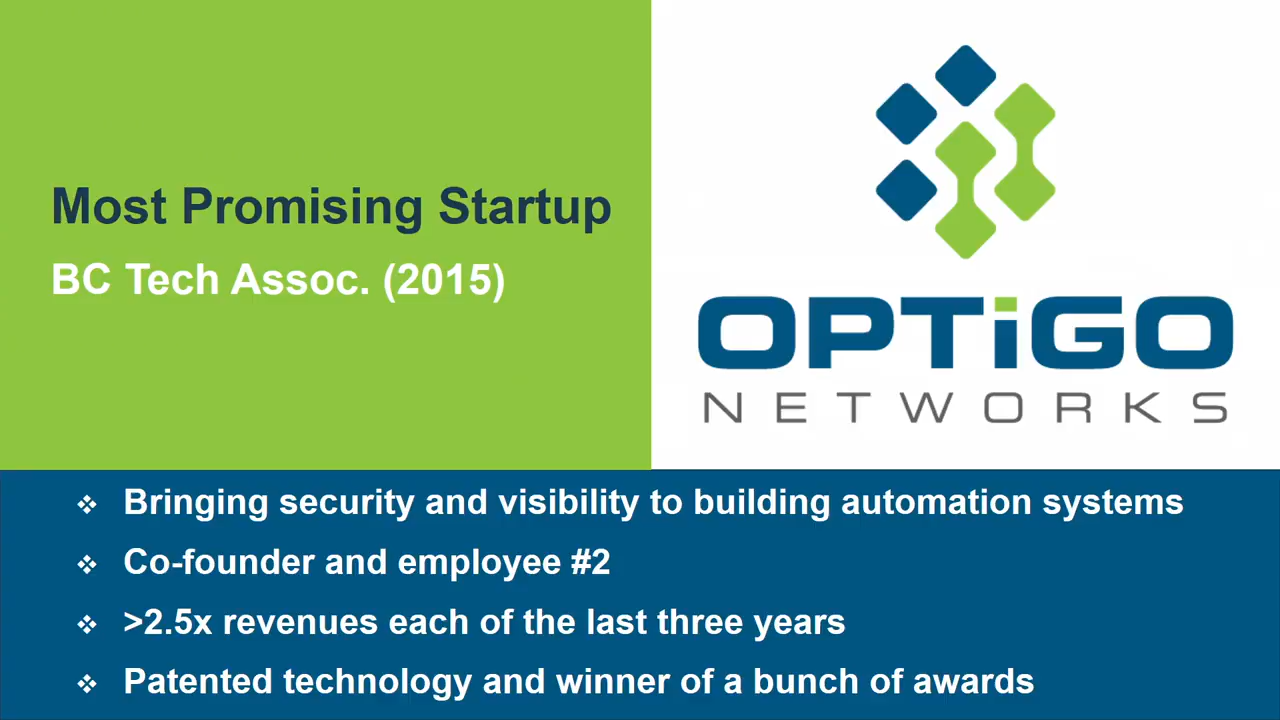 Most Promising Startup
BC Tech Assoc. (2015)
OPTiGO
NETWORKS
❖ Bringing security and visibility to building automation systems
❖ Co-founder and employee #2
❖ >2.5x revenues each of the last three years
❖ Patented technology and winner of a bunch of awards